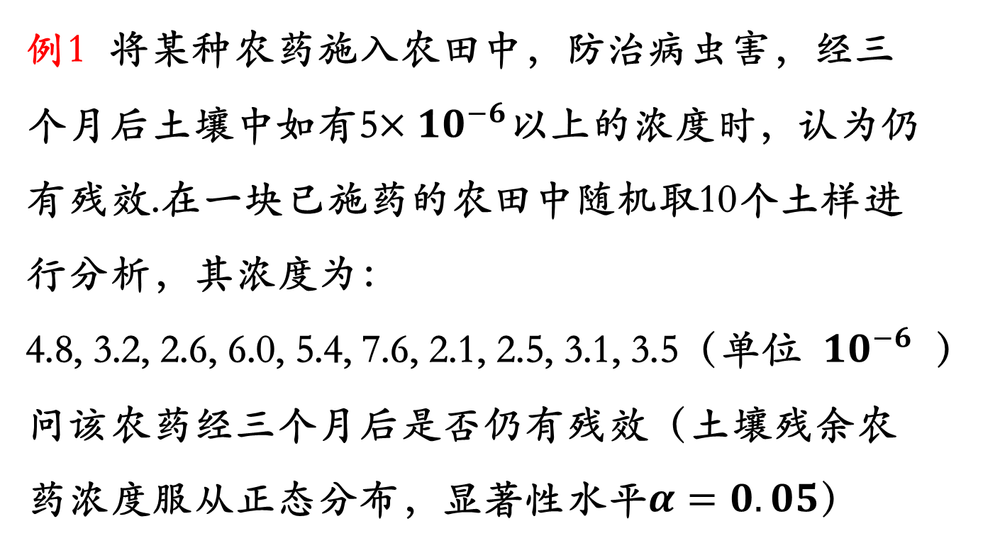 例1 将某种农药施入农田中，防治病虫害，经三
个月后土壤中如有5× 10⁻⁶以上的浓度时，认为仍
有残效.在一块已施药的农田中随机取10个土样进
行分析，其浓度为：
4.8, 3.2, 2.6, 6.0, 5.4, 7.6, 2.1, 2.5, 3.1, 3.5（单位 10⁻⁶ ）
问该农药经三个月后是否仍有残效（土壤残余农
药浓度服从正态分布，显著性水平α = 0.05）